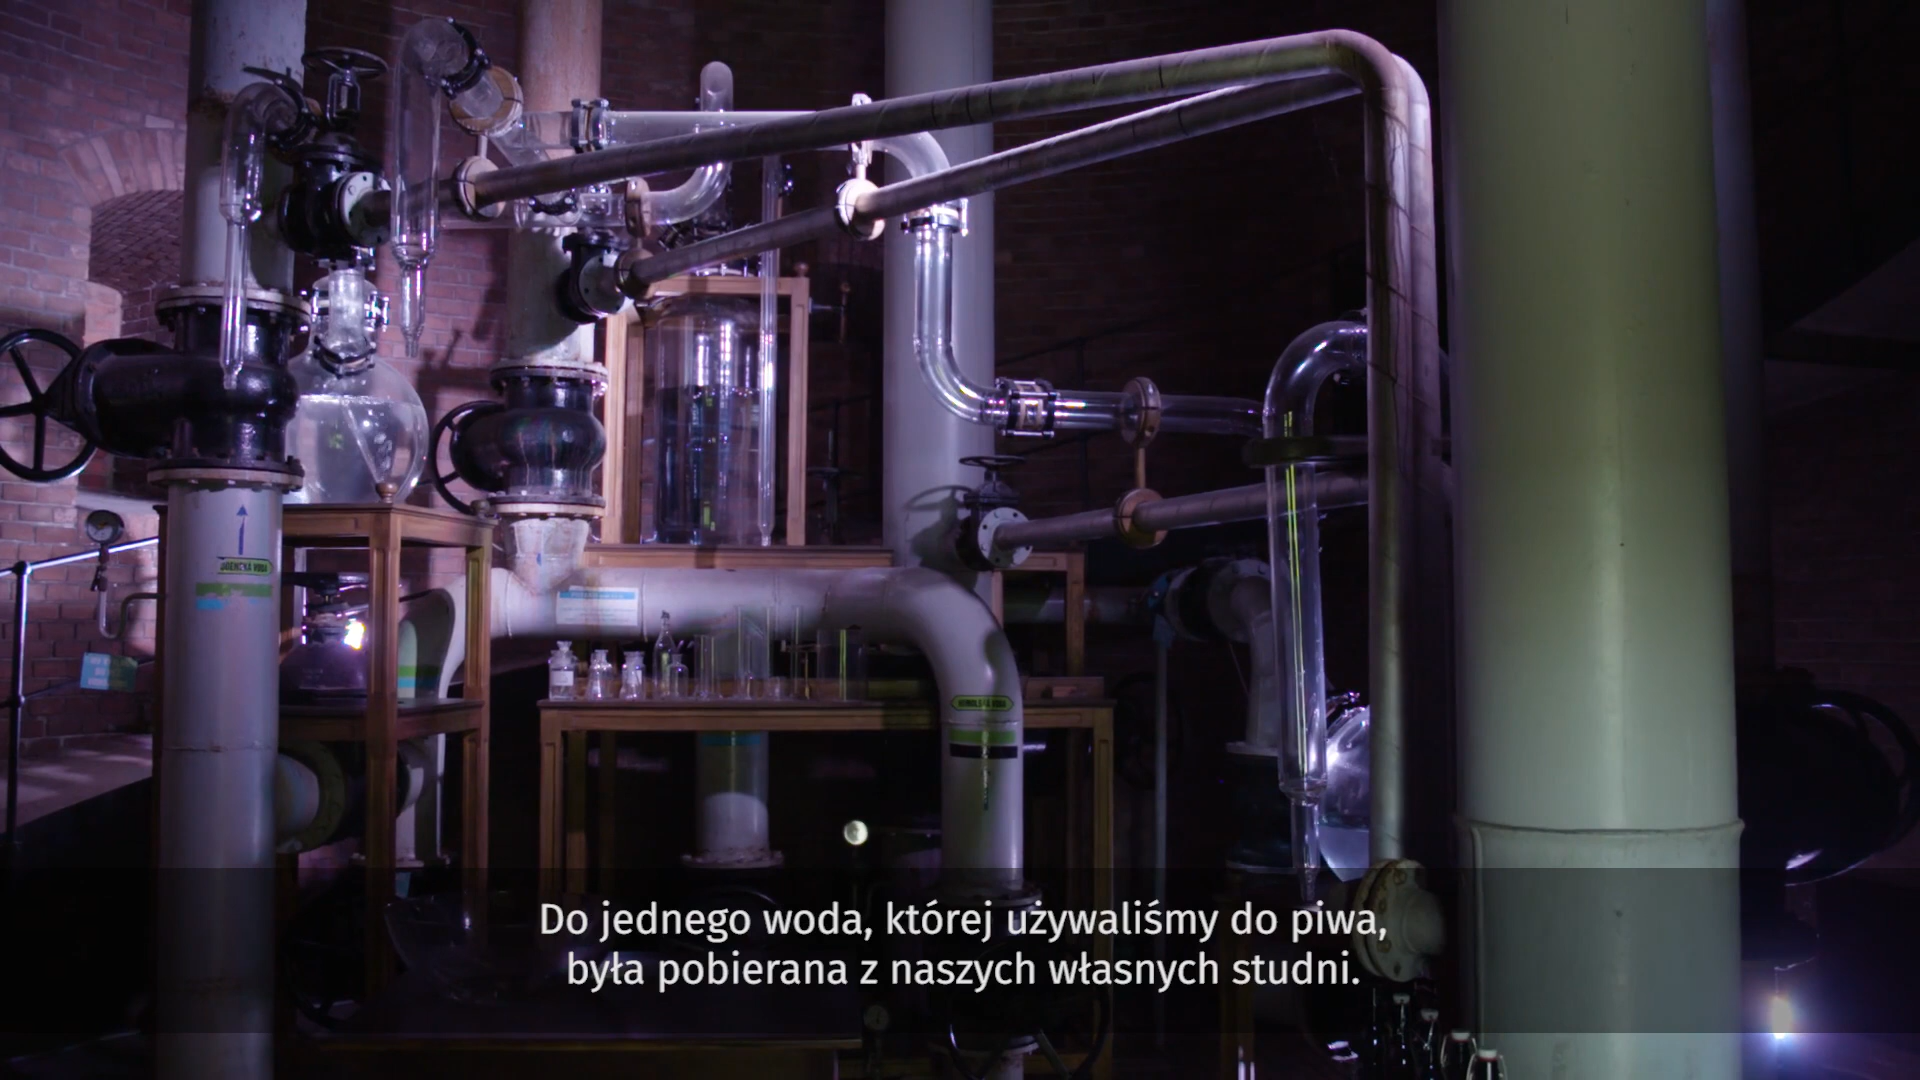 Do jednego woda, której używaliśmy do piwa,
była pobierana z naszych własnych studni.